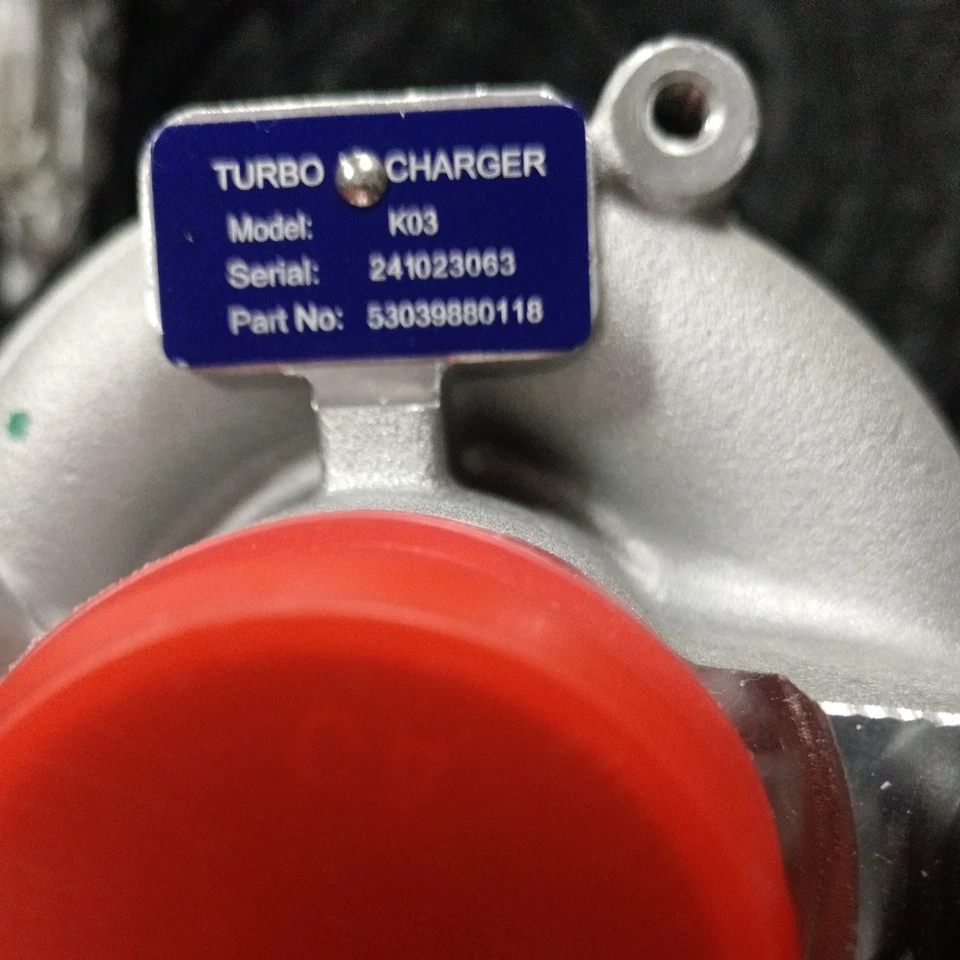 TURBO CHARGER
Model: K03
Serial: 241023063
Part No: 53039880118